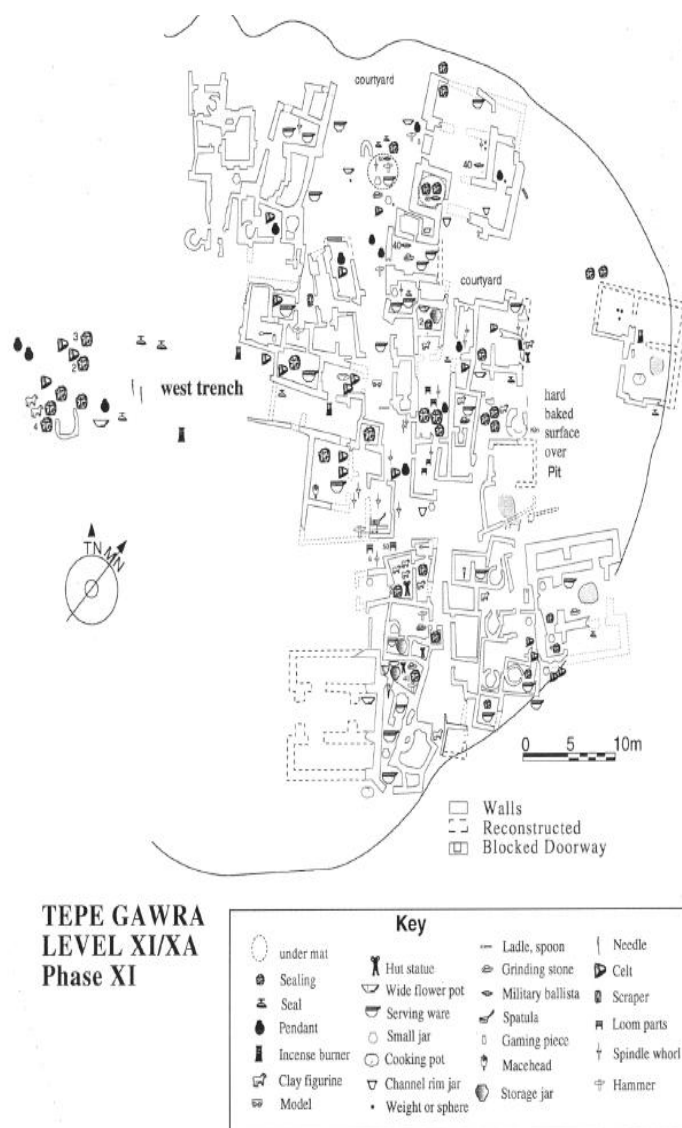 courtyard
40
40
courtyard
3
2
4
2
west trench
hard
baked
surface
over
Pit
TN
MN
0 5 10m
Walls
Reconstructed
Blocked Doorway
TEPE GAWRA
LEVEL XI/XA
Phase XI
Key
under mat
Sealing
Seal
Pendant
Incense burner
Clay figurine
Model
Hut statue
Wide flower pot
Serving ware
Small jar
Cooking pot
Channel rim jar
Weight or sphere
Ladle, spoon
Grinding stone
Military ballista
Spatula
Gaming piece
Macehead
Storage jar
Needle
Celt
Scraper
Loom parts
Spindle whorl
Hammer